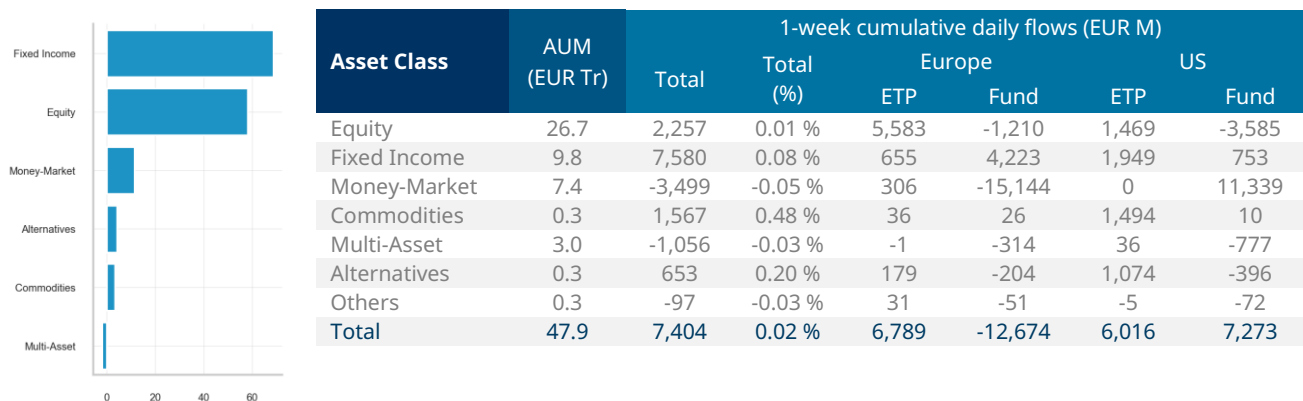 Fixed Income
Equity
Money-Market
Alternatives
Commodities
Multi-Asset
0 20 40 60
1-week cumulative daily flows (EUR M)
Asset Class AUM (EUR Tr) Total Total (%) Europe US
ETP Fund ETP Fund
Equity 26.7 2,257 0.01 % 5,583 -1,210 1,469 -3,585
Fixed Income 9.8 7,580 0.08 % 655 4,223 1,949 753
Money-Market 7.4 -3,499 -0.05 % 306 -15,144 0 11,339
Commodities 0.3 1,567 0.48 % 36 26 1,494 10
Multi-Asset 3.0 -1,056 -0.03 % -1 -314 36 -777
Alternatives 0.3 653 0.20 % 179 -204 1,074 -396
Others 0.3 -97 -0.03 % 31 -51 -5 -72
Total 47.9 7,404 0.02 % 6,789 -12,674 6,016 7,273